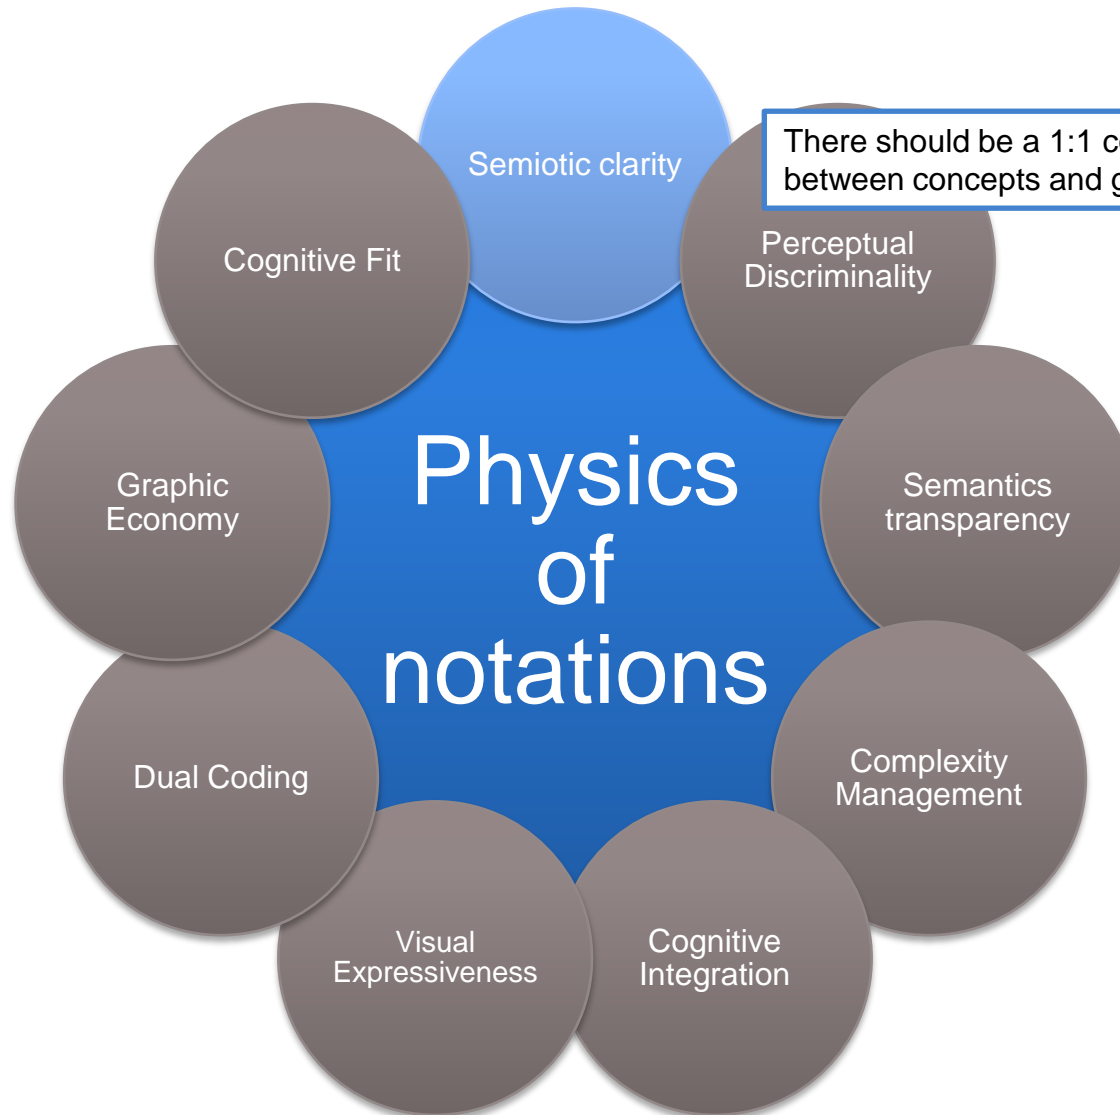 Semiotic clarity
There should be a 1:1
between concepts and
Perceptual
Discriminality
Cognitive Fit
Semantics
transparency
Graphic
Economy
Physics
of
notations
Complexity
Management
Dual Coding
Cognitive
Integration
Visual
Expressiveness